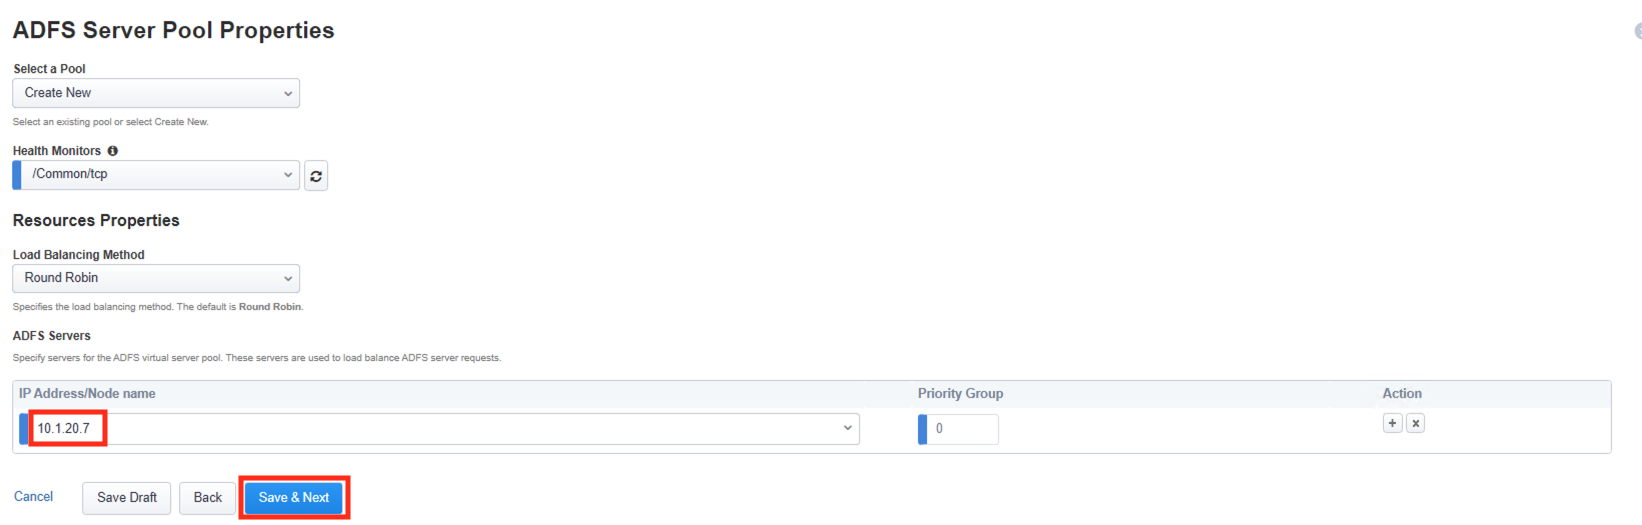 ADFS Server Pool Properties
Select a Pool
Create New
Select an existing pool or select Create New.
Health Monitors
/Common/tcp
Resources Properties
Load Balancing Method
Round Robin
Specifies the load balancing method. The default is Round Robin.
ADFS Servers
Specify servers for the ADFS virtual server pool. These servers are used to load balance ADFS server requests.
IP Address/Node name Priority Group Action
10.1.20.7 0 + x
Cancel Save Draft Back Save & Next